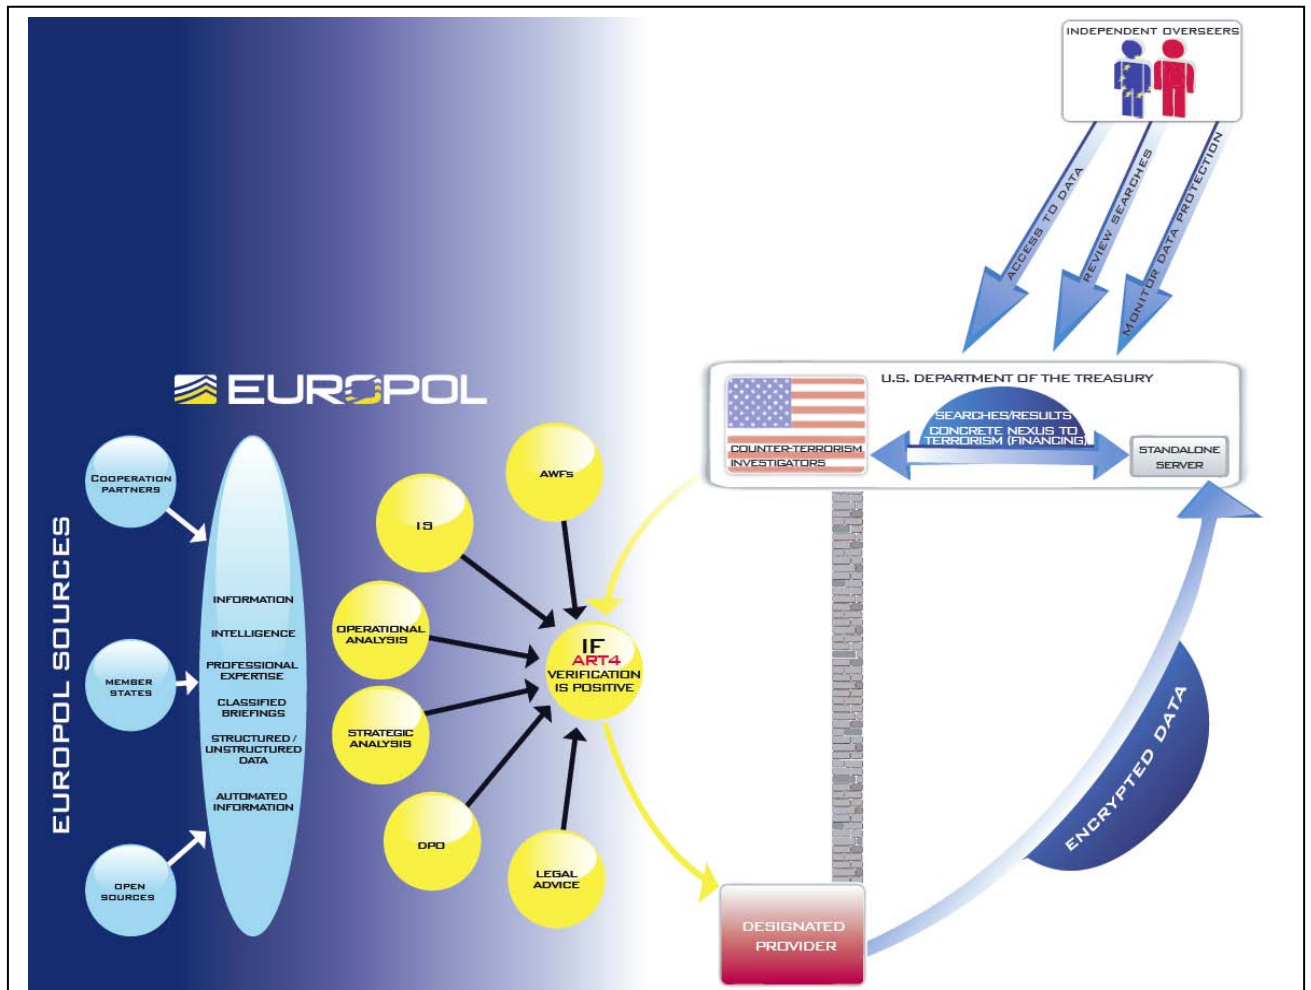 INDEPENDENT OVERSEERS
ACCESS TO DATA
REVIEW SEARCHES
MONITOR DATA PROTECTION
EUROPOL
U.S. DEPARTMENT OF THE TREASURY
SEARCHES/RESULTS
CONCRETE NEXUS TO
TERRORISM (FINANCING)
COUNTER-TERRORISM
INVESTIGATORS
STANDALONE
SERVER
EUROPOL SOURCES
COOPERATION
PARTNERS
MEMBER
STATES
OPEN
SOURCES
INFORMATION
INTELLIGENCE
PROFESSIONAL
EXPERTISE
CLASSIFIED
BRIEFINGS
STRUCTURED /
UNSTRUCTURED
DATA
AUTOMATED
INFORMATION
AWFs
IS
OPERATIONAL
ANALYSIS
STRATEGIC
ANALYSIS
DPO
LEGAL
ADVICE
IF
ART4
VERIFICATION
IS POSITIVE
ENCRYPTED DATA
DESIGNATED
PROVIDER